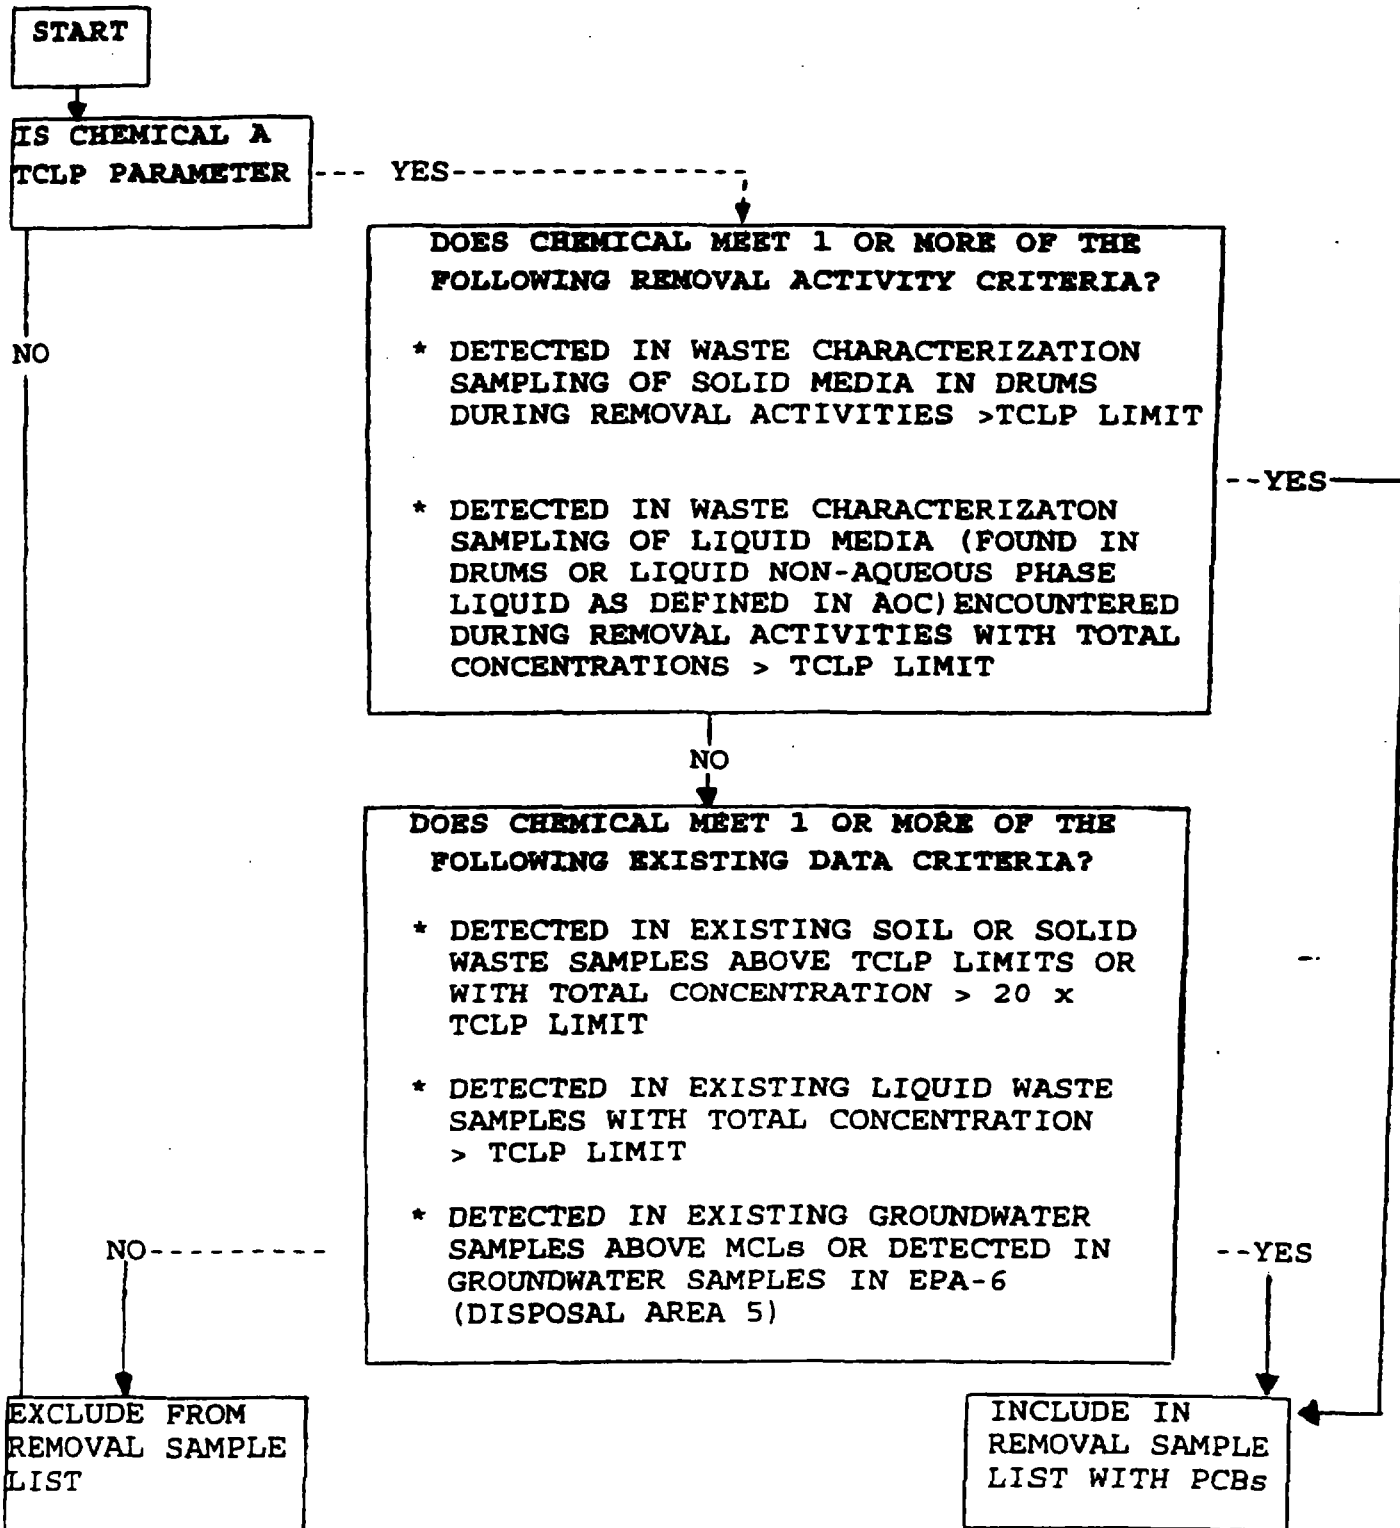 START
IS CHEMICAL A
TCLP PARAMETER
--- YES---------------
NO
DOES CHEMICAL MEET 1 OR MORE OF THE
FOLLOWING REMOVAL ACTIVITY CRITERIA?
* DETECTED IN WASTE CHARACTERIZATION
SAMPLING OF SOLID MEDIA IN DRUMS
DURING REMOVAL ACTIVITIES >TCLP LIMIT
* DETECTED IN WASTE CHARACTERIZATON
SAMPLING OF LIQUID MEDIA (FOUND IN
DRUMS OR LIQUID NON-AQUEOUS PHASE
LIQUID AS DEFINED IN AOC)ENCOUNTERED
DURING REMOVAL ACTIVITIES WITH TOTAL
CONCENTRATIONS > TCLP LIMIT
--YES
NO
DOES CHEMICAL MEET 1 OR MORE OF THE
FOLLOWING EXISTING DATA CRITERIA?
* DETECTED IN EXISTING SOIL OR SOLID
WASTE SAMPLES ABOVE TCLP LIMITS OR
WITH TOTAL CONCENTRATION > 20 x
TCLP LIMIT
* DETECTED IN EXISTING LIQUID WASTE
SAMPLES WITH TOTAL CONCENTRATION
> TCLP LIMIT
* DETECTED IN EXISTING GROUNDWATER
SAMPLES ABOVE MCLs OR DETECTED IN
GROUNDWATER SAMPLES IN EPA-6
(DISPOSAL AREA 5)
NO--------
--YES
EXCLUDE FROM
REMOVAL SAMPLE
LIST
INCLUDE IN
REMOVAL SAMPLE
LIST WITH PCBs